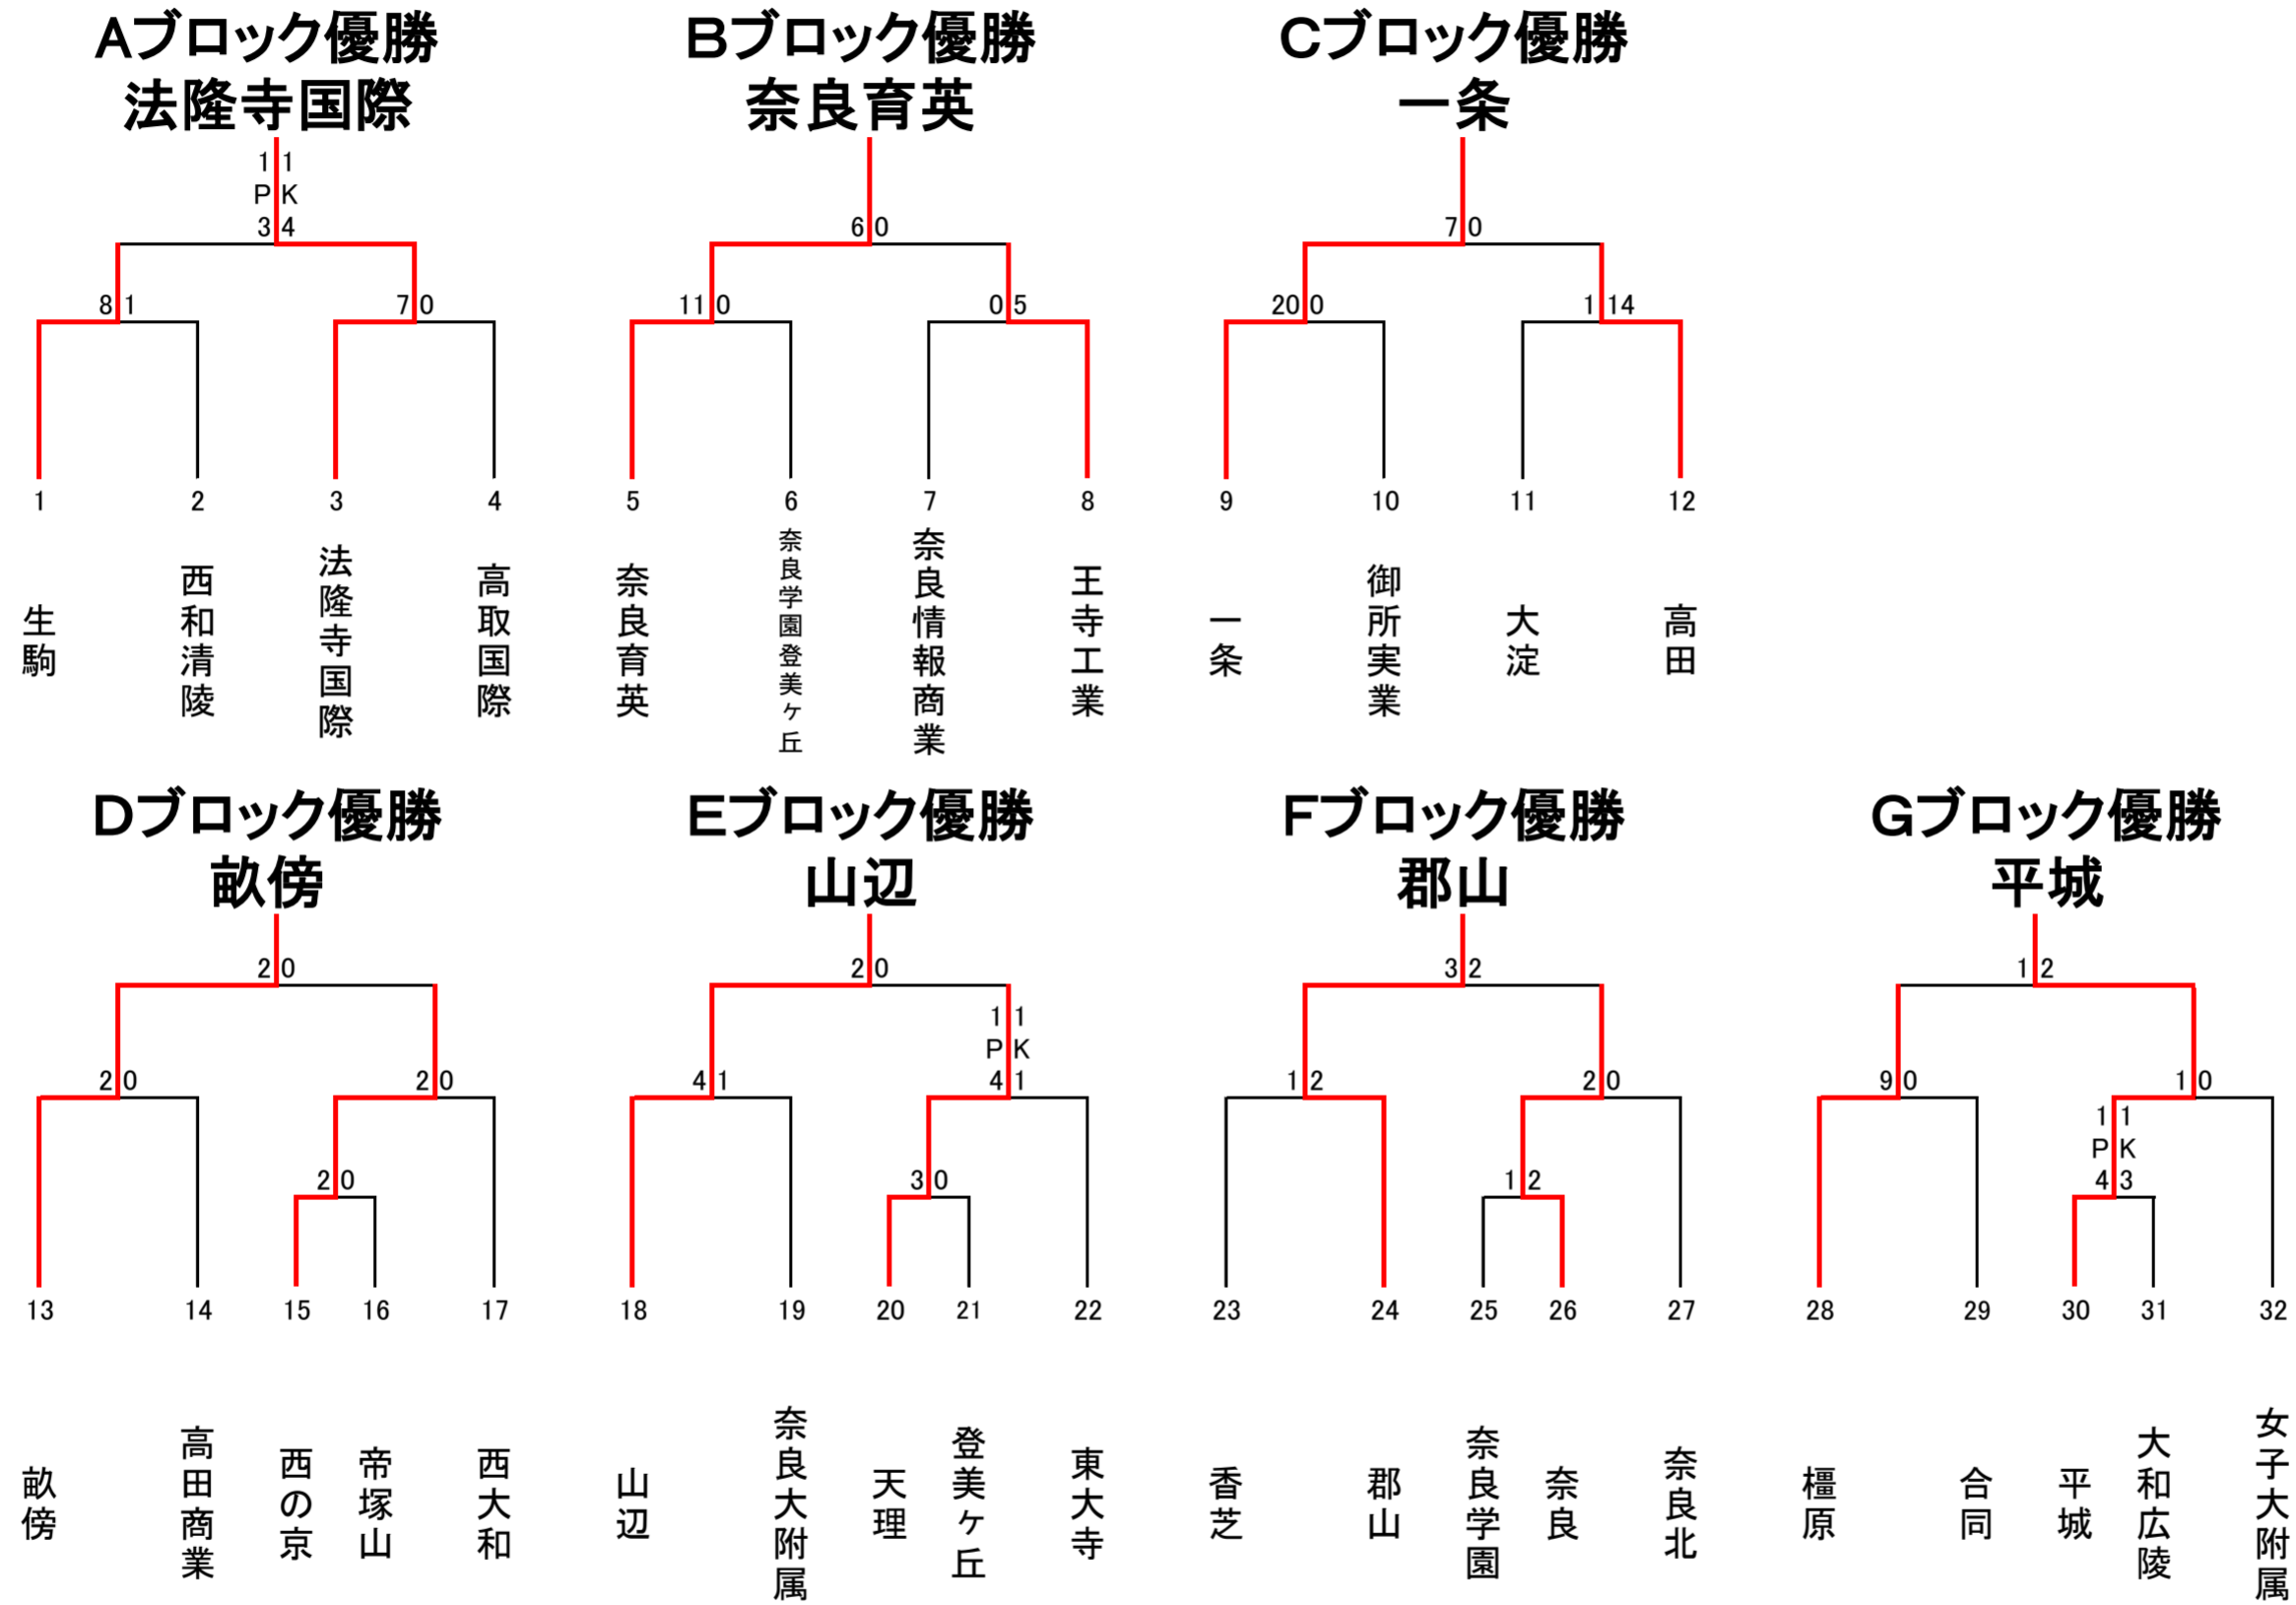 Aブロック優勝
法隆寺国際
Bブロック優勝
奈良育英
Cブロック優勝
一条
1 1
P K
3 4
6 0
7 0
8 1
7 0
11 0
0 5
20 0
1 14
1
2
3
4
5
6
7
8
9
10
11
12
生駒
西和清陵
法隆寺国際
高取国際
奈良育英
奈良学園登美ヶ丘
奈良情報商業
王寺工業
一条
御所実業
大淀
高田
Dブロック優勝
畝傍
Eブロック優勝
山辺
Fブロック優勝
郡山
Gブロック優勝
平城
2 0
2 0
3 2
1 2
1 1
P K
4 1
2 0
2 0
4 1
1 2
2 0
9 0
1 0
1 1
P K
4 3
2 0
3 0
1 2
13
14
15
16
17
18
19
20
21
22
23
24
25
26
27
28
29
30
31
32
畝傍
高田商業
西の京
帝塚山
西大和
山辺
奈良大附属
天理
登美ヶ丘
東大寺
香芝
郡山
奈良学園
奈良
奈良北
橿原
合同
平城
大和広陵
女子大附属